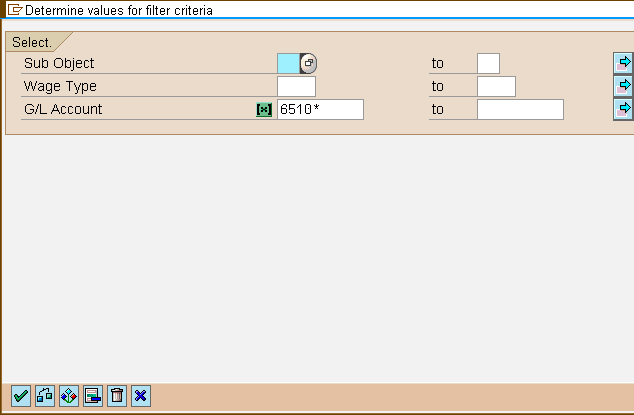 Determine values for filter criteria
Select.
Sub Object to
Wage Type to
G/L Account 6510* to